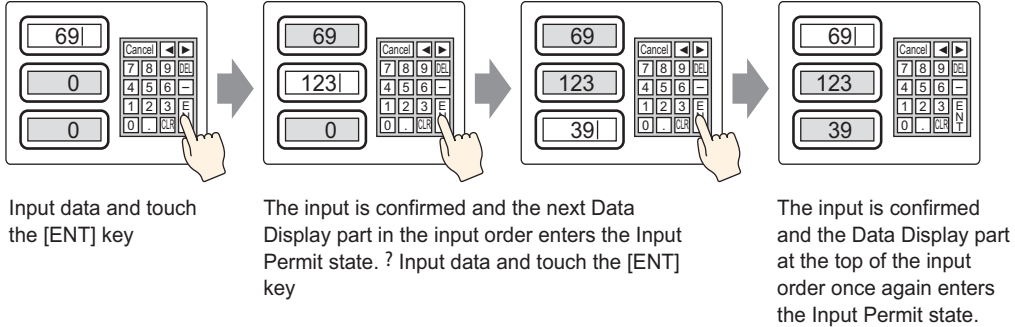 69|
0
0
Cancel ◄ ►
7 8 9 DEL
4 5 6 –
1 2 3 E
0 . CLR
69
123|
0
Cancel ◄ ►
7 8 9 DEL
4 5 6 –
1 2 3 E
0 . CLR
69
123
39|
Cancel ◄ ►
7 8 9 DEL
4 5 6 –
1 2 3 E
0 . CLR
69|
123
39
Cancel ◄ ►
7 8 9 DEL
4 5 6 –
1 2 3 ENT
0 . CLR
Input data and touch
the [ENT] key
The input is confirmed and the next Data
Display part in the input order enters the Input
Permit state. ? Input data and touch the [ENT]
key
The input is confirmed
and the Data Display part
at the top of the input
order once again enters
the Input Permit state.